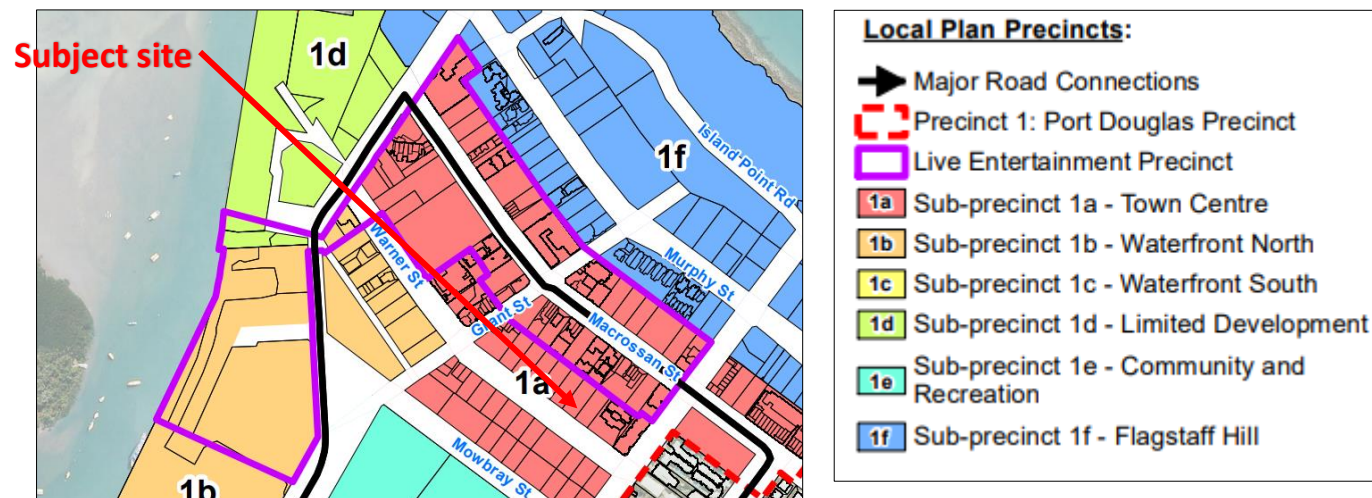 Subject site
1d
1f
Island Point Rd
Warner St
Murphy St
Grant St
Macrossan St
1a
Mowbray St
1b
Local Plan Precincts:
Major Road Connections
Precinct 1: Port Douglas Precinct
Live Entertainment Precinct
1a Sub-precinct 1a - Town Centre
1b Sub-precinct 1b - Waterfront North
1c Sub-precinct 1c - Waterfront South
1d Sub-precinct 1d - Limited Development
1e Sub-precinct 1e - Community and
Recreation
1f Sub-precinct 1f - Flagstaff Hill